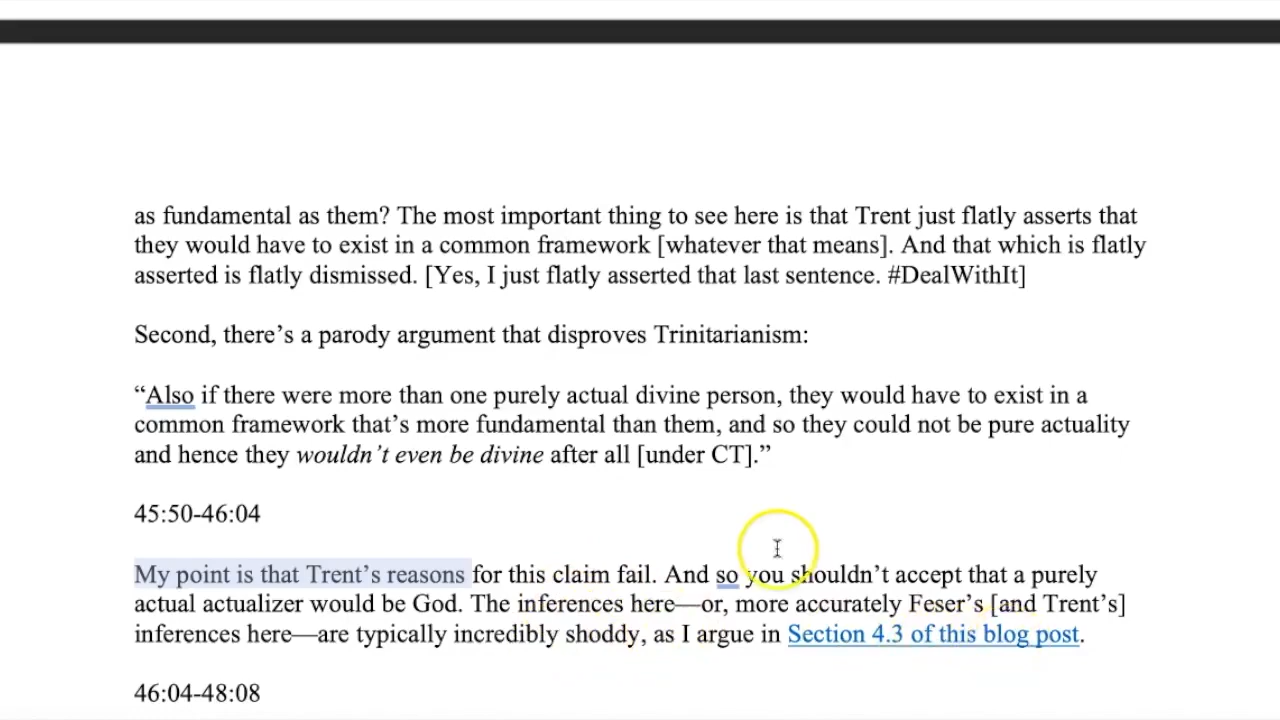 as fundamental as them? The most important thing to see here is that Trent just flatly asserts that
they would have to exist in a common framework [whatever that means]. And that which is flatly
asserted is flatly dismissed. [Yes, I just flatly asserted that last sentence. #DealWithIt]
Second, there’s a parody argument that disproves Trinitarianism:
“Also if there were more than one purely actual divine person, they would have to exist in a
common framework that’s more fundamental than them, and so they could not be pure actuality
and hence they wouldn’t even be divine after all [under CT].”
45:50-46:04
My point is that Trent’s reasons for this claim fail. And so you shouldn’t accept that a purely
actual actualizer would be God. The inferences here—or, more accurately Feser’s [and Trent’s]
inferences here—are typically incredibly shoddy, as I argue in Section 4.3 of this blog post.
46:04-48:08